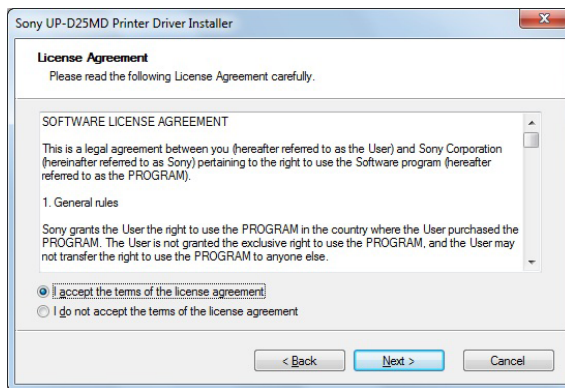 Sony UP-D25MD Printer Driver Installer
License Agreement
Please read the following License Agreement carefully.
SOFTWARE LICENSE AGREEMENT
This is a legal agreement between you (hereafter referred to as the User) and Sony Corporation
(hereinafter referred to as Sony) pertaining to the right to use the Software program (hereafter
referred to as the PROGRAM).
1. General rules
Sony grants the User the right to use the PROGRAM in the country where the User purchased the
PROGRAM. The User is not granted the exclusive right to use the PROGRAM, and the User may
not transfer the right to use the PROGRAM to anyone else.
I accept the terms of the license agreement
I do not accept the terms of the license agreement
< Back
Next >
Cancel